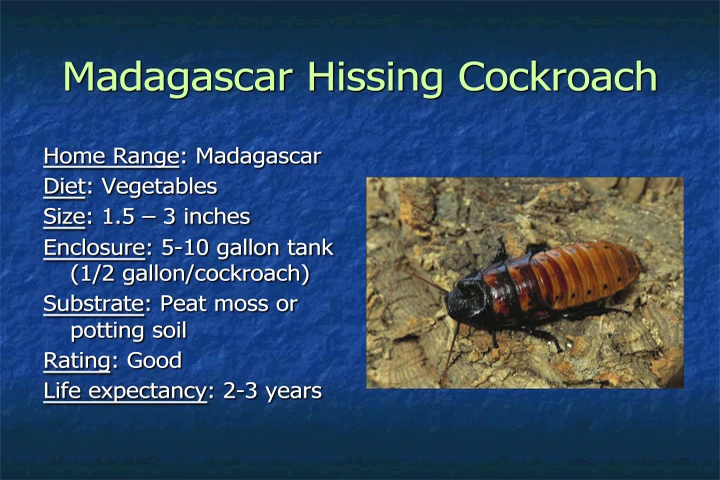 Madagascar Hissing Cockroach
Home Range: Madagascar
Diet: Vegetables
Size: 1.5 – 3 inches
Enclosure: 5-10 gallon tank
(1/2 gallon/cockroach)
Substrate: Peat moss or
potting soil
Rating: Good
Life expectancy: 2-3 years